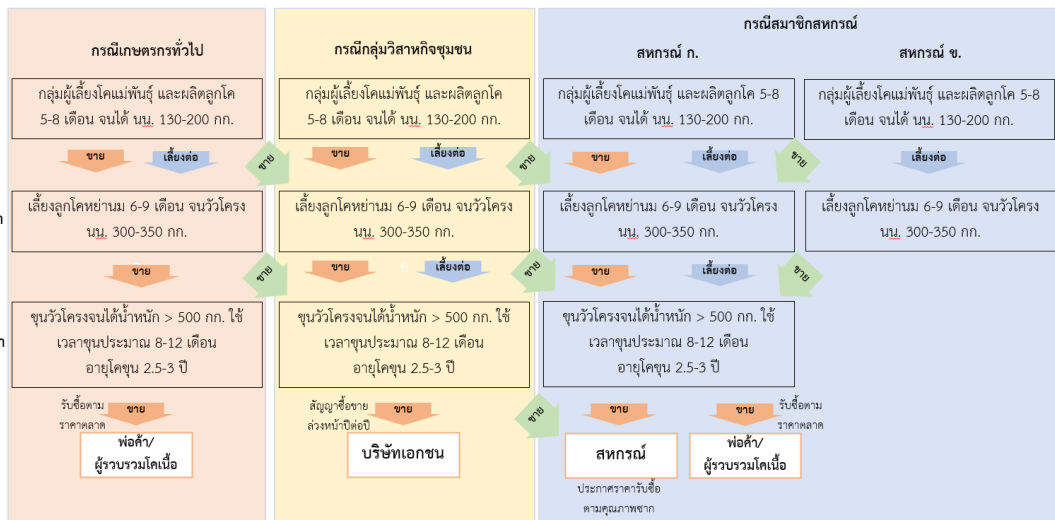 กรณีเกษตรกรทั่วไป
กลุ่มผู้เลี้ยงโคแม่พันธุ์ และผลิตลูกโค
5-8 เดือน จนได้ นน. 130-200 กก.
ขาย
เลี้ยงต่อ
ขาย
เลี้ยงลูกโคหย่านม 6-9 เดือน จนวัวโครง
นน. 300-350 กก.
ขาย
ขาย
ขุนวัวโครงจนได้น้ำหนัก > 500 กก. ใช้
เวลาขุนประมาณ 8-12 เดือน
อายุโคขุน 2.5-3 ปี
รับซื้อตาม
ราคาตลาด
ขาย
พ่อค้า/
ผู้รวบรวมโคเนื้อ
กรณีกลุ่มวิสาหกิจชุมชน
กลุ่มผู้เลี้ยงโคแม่พันธุ์ และผลิตลูกโค
5-8 เดือน จนได้ นน. 130-200 กก.
ขาย
เลี้ยงต่อ
ขาย
เลี้ยงลูกโคหย่านม 6-9 เดือน จนวัวโครง
นน. 300-350 กก.
ขาย
เลี้ยงต่อ
ขาย
ขุนวัวโครงจนได้น้ำหนัก > 500 กก. ใช้
เวลาขุนประมาณ 8-12 เดือน
อายุโคขุน 2.5-3 ปี
สัญญาซื้อขาย
ล่วงหน้าปีต่อปี
ขาย
ขาย
บริษัทเอกชน
กรณีสมาชิกสหกรณ์
สหกรณ์ ก.
กลุ่มผู้เลี้ยงโคแม่พันธุ์ และผลิตลูกโค 5-8
เดือน จนได้ นน. 130-200 กก.
ขาย
เลี้ยงต่อ
ขาย
เลี้ยงลูกโคหย่านม 6-9 เดือน จนวัวโครง
นน. 300-350 กก.
ขาย
เลี้ยงต่อ
ขาย
ขุนวัวโครงจนได้น้ำหนัก > 500 กก. ใช้
เวลาขุนประมาณ 8-12 เดือน
อายุโคขุน 2.5-3 ปี
ขาย
สหกรณ์
ประกาศราคารับซื้อ
ตามคุณภาพซาก
ขาย
รับซื้อตาม
ราคาตลาด
พ่อค้า/
ผู้รวบรวมโคเนื้อ
สหกรณ์ ข.
กลุ่มผู้เลี้ยงโคแม่พันธุ์ และผลิตลูกโค 5-8
เดือน จนได้ นน. 130-200 กก.
เลี้ยงต่อ
เลี้ยงลูกโคหย่านม 6-9 เดือน จนวัวโครง
นน. 300-350 กก.